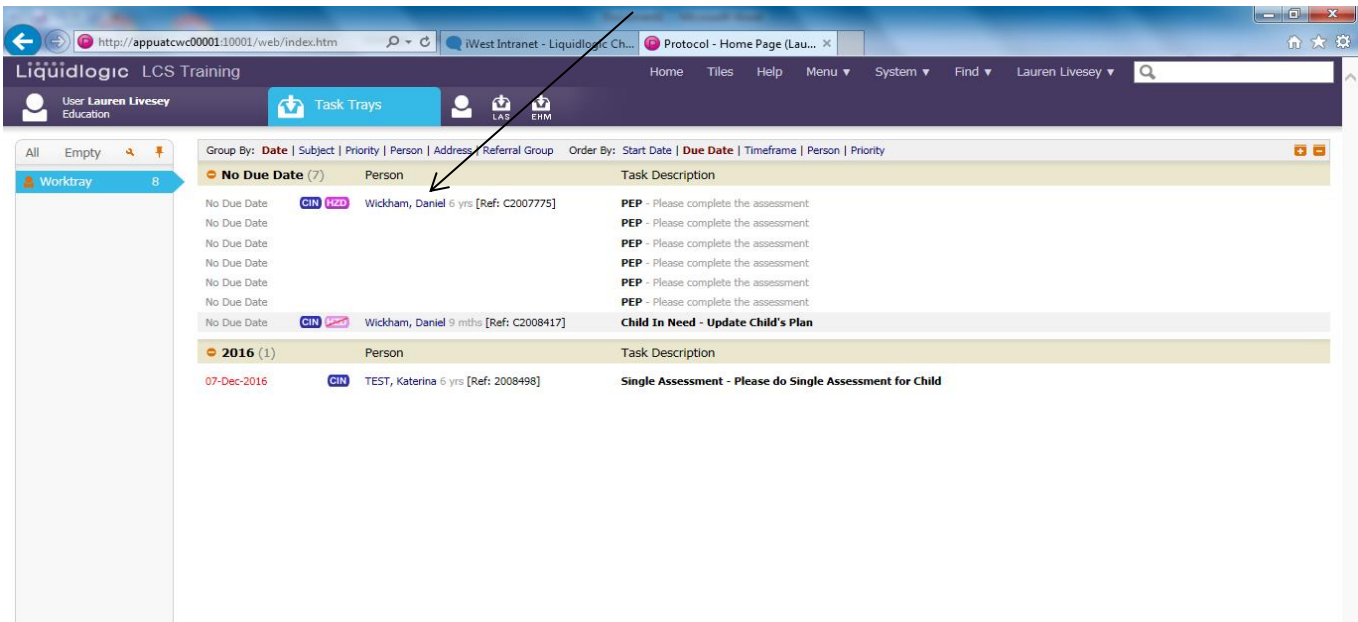 http://appuatcwc00001:10001/web/index.htm
iWest Intranet - Liquidlogic Ch...
Protocol - Home Page (Lau...
Liquidlogic LCS Training
Home Tiles Help Menu ▼ System ▼ Find ▼ Lauren Livesey ▼
User Lauren Livesey
Education
Task Trays
LAS
EHM
All Empty
Group By: Date | Subject | Priority | Person | Address | Referral Group Order By: Start Date | Due Date | Timeframe | Person | Priority
Worktray 8
No Due Date (7) Person Task Description
No Due Date CIN HZD Wickham, Daniel 6 yrs [Ref: C2007775] PEP - Please complete the assessment
No Due Date PEP - Please complete the assessment
No Due Date PEP - Please complete the assessment
No Due Date PEP - Please complete the assessment
No Due Date PEP - Please complete the assessment
No Due Date PEP - Please complete the assessment
No Due Date CIN HZD Wickham, Daniel 9 mths [Ref: C2008417] Child In Need - Update Child's Plan
2016 (1) Person Task Description
07-Dec-2016 CIN TEST, Katerina 6 yrs [Ref: 2008498] Single Assessment - Please do Single Assessment for Child